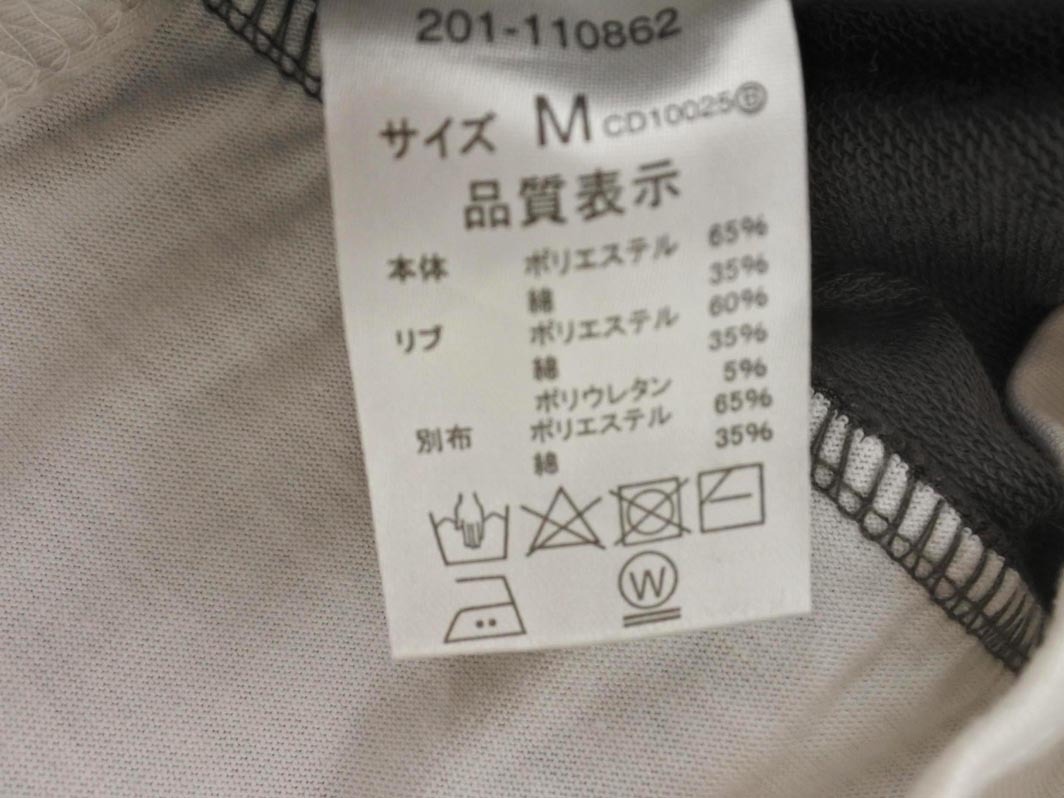 201-110862
サイズ M CD10025Ⓑ
品質表示
本体 ポリエステル 65%
綿 35%
リブ ポリエステル 60%
綿 35%
ポリウレタン 5%
別布 ポリエステル 65%
綿 35%
W